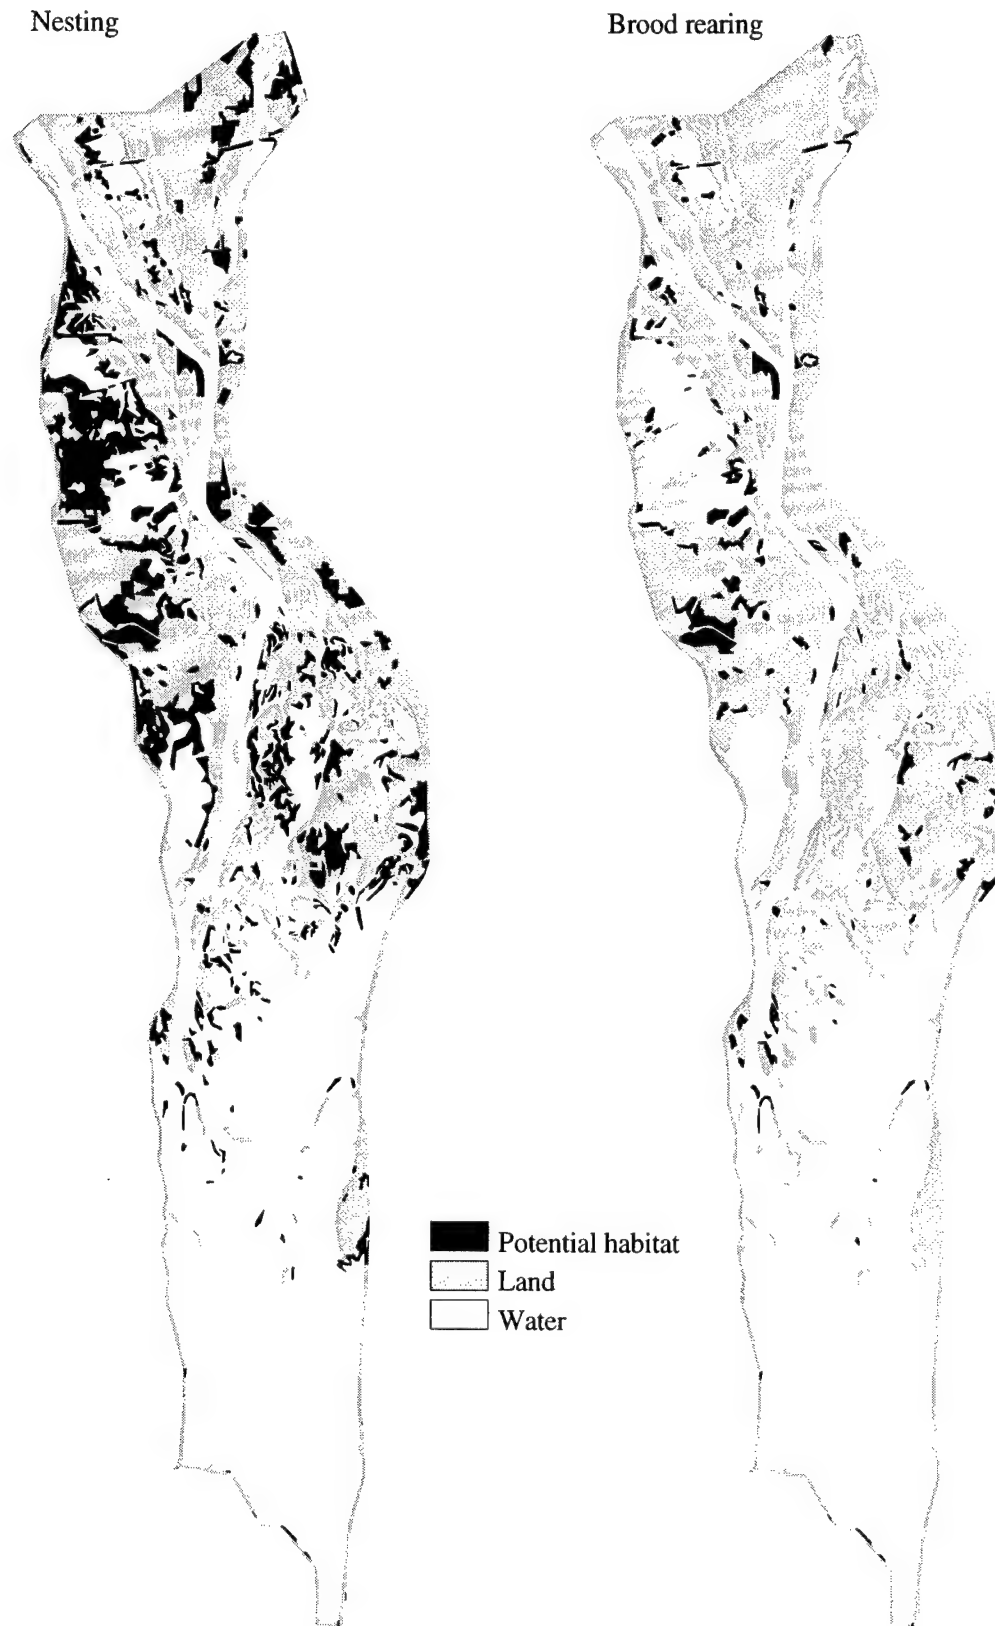 Nesting
Brood rearing
Potential habitat
Land
Water